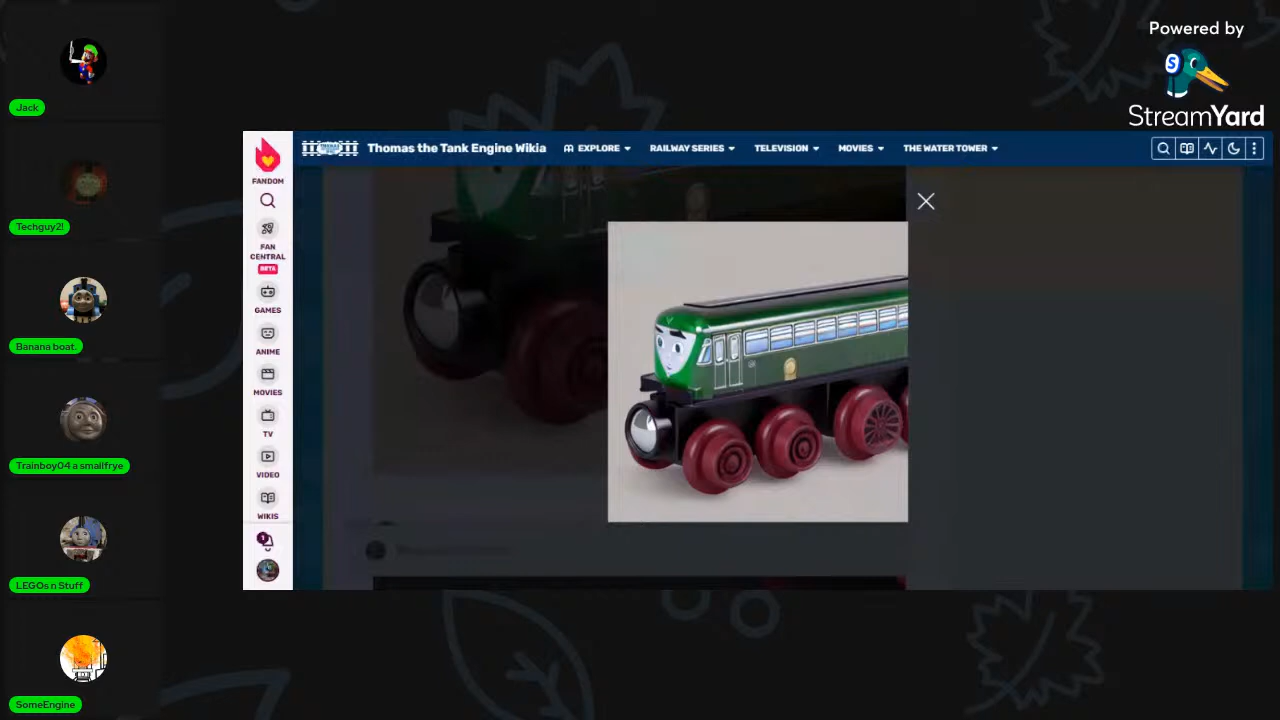 Powered by
StreamYard
Jack
Techguy2!
Banana boat.
Trainboy04 a smallfrye
LEGOs n Stuff
SomeEngine
Thomas the Tank Engine Wikia
EXPLORE
RAILWAY SERIES
TELEVISION
MOVIES
THE WATER TOWER
FANDOM
FAN
CENTRAL
BETA
GAMES
ANIME
MOVIES
TV
VIDEO
WIKIS
1